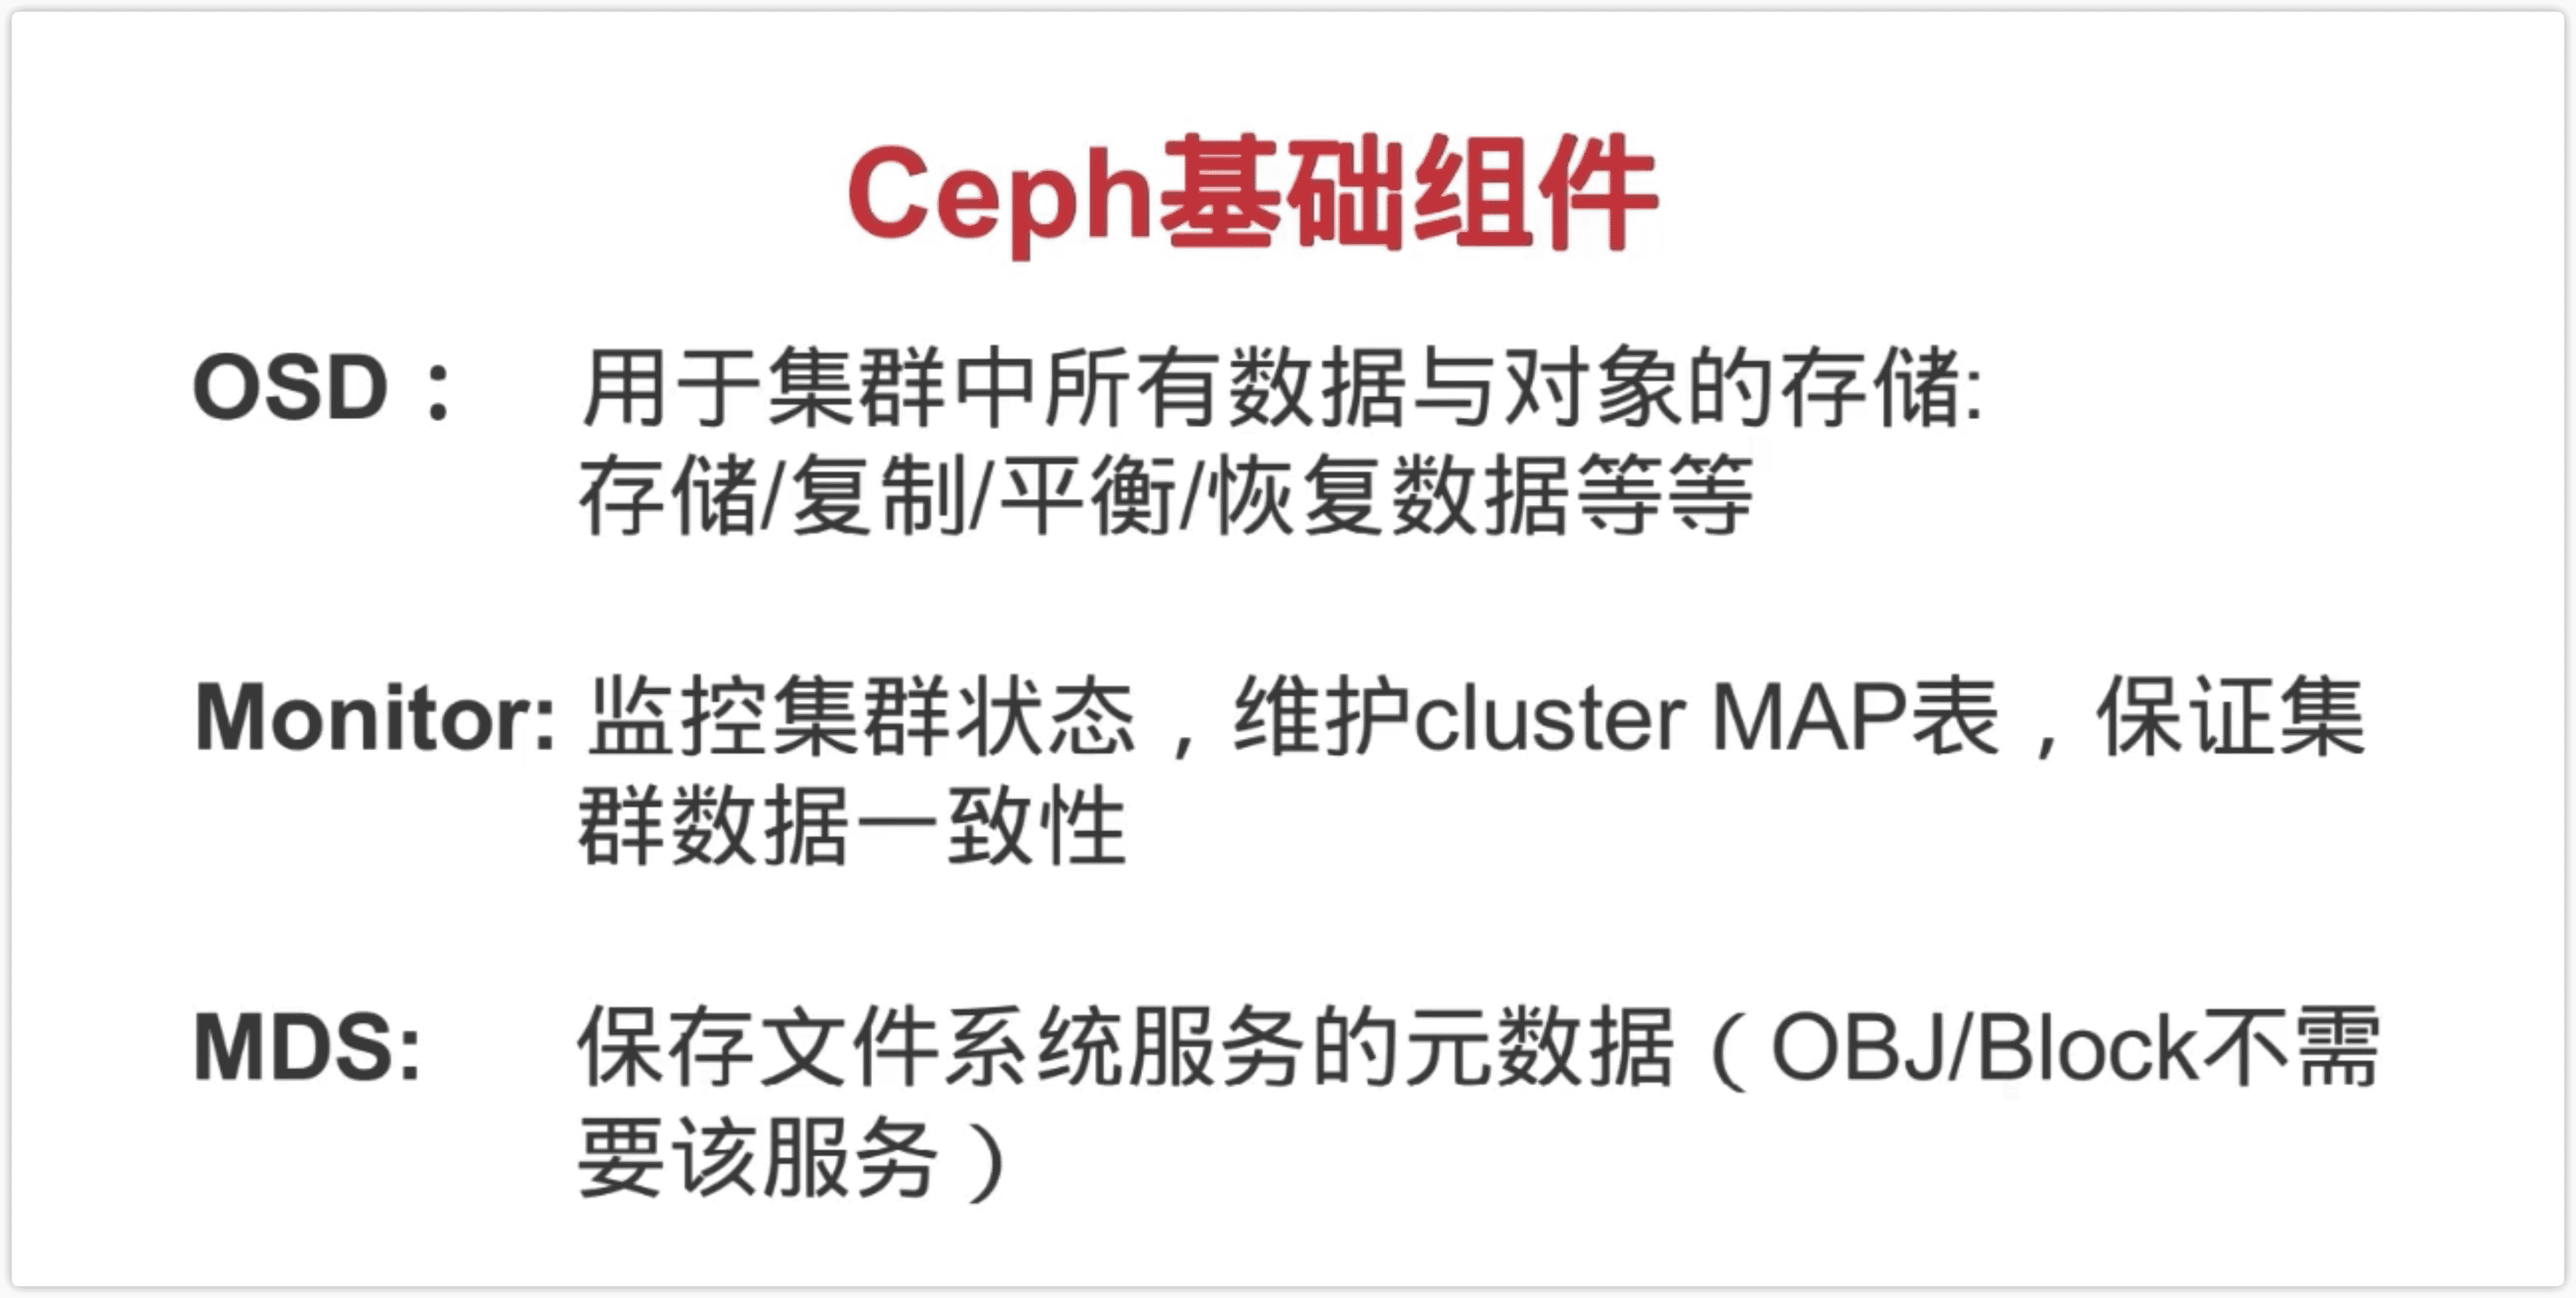 Ceph基础组件
OSD： 用于集群中所有数据与对象的存储:
存储/复制/平衡/恢复数据等等
Monitor: 监控集群状态，维护cluster MAP表，保证集
群数据一致性
MDS: 保存文件系统服务的元数据（OBJ/Block不需
要该服务）